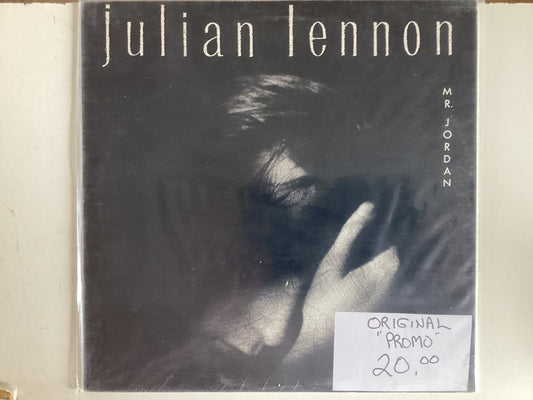 julian lennon
MR. JORDAN
ORIGINAL
"PROMO"
20.00